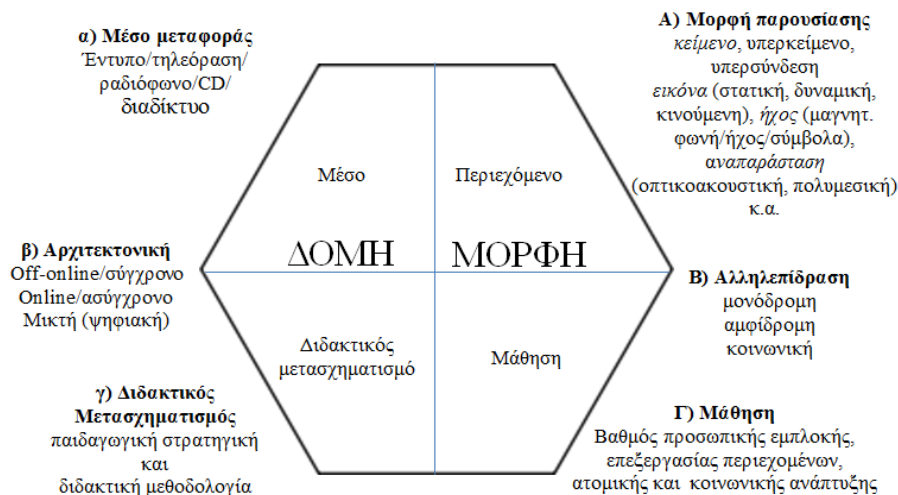 α) Μέσο μεταφοράς
Έντυπο/τηλεόραση/
ραδιόφωνο/CD/
διαδίκτυο
Α) Μορφή παρουσίασης
κείμενο, υπερκείμενο,
υπερσύνδεση
εικόνα (στατική, δυναμική,
κινούμενη), ήχος (μαγνητ.
φωνή/ήχος/σύμβολα),
αναπαράσταση
(οπτικοακουστική, πολυμεσική)
κ.α.
Μέσο
Περιεχόμενο
ΔΟΜΗ
ΜΟΡΦΗ
β) Αρχιτεκτονική
Off-online/σύγχρονο
Online/ασύγχρονο
Μικτή (ψηφιακή)
Β) Αλληλεπίδραση
μονόδρομη
αμφίδρομη
κοινωνική
Διδακτικός
μετασχηματισμό
Μάθηση
γ) Διδακτικός
Μετασχηματισμός
παιδαγωγική στρατηγική
και
διδακτική μεθοδολογία
Γ) Μάθηση
Βαθμός προσωπικής εμπλοκής,
επεξεργασίας περιεχομένων,
ατομικής και κοινωνικής ανάπτυξης